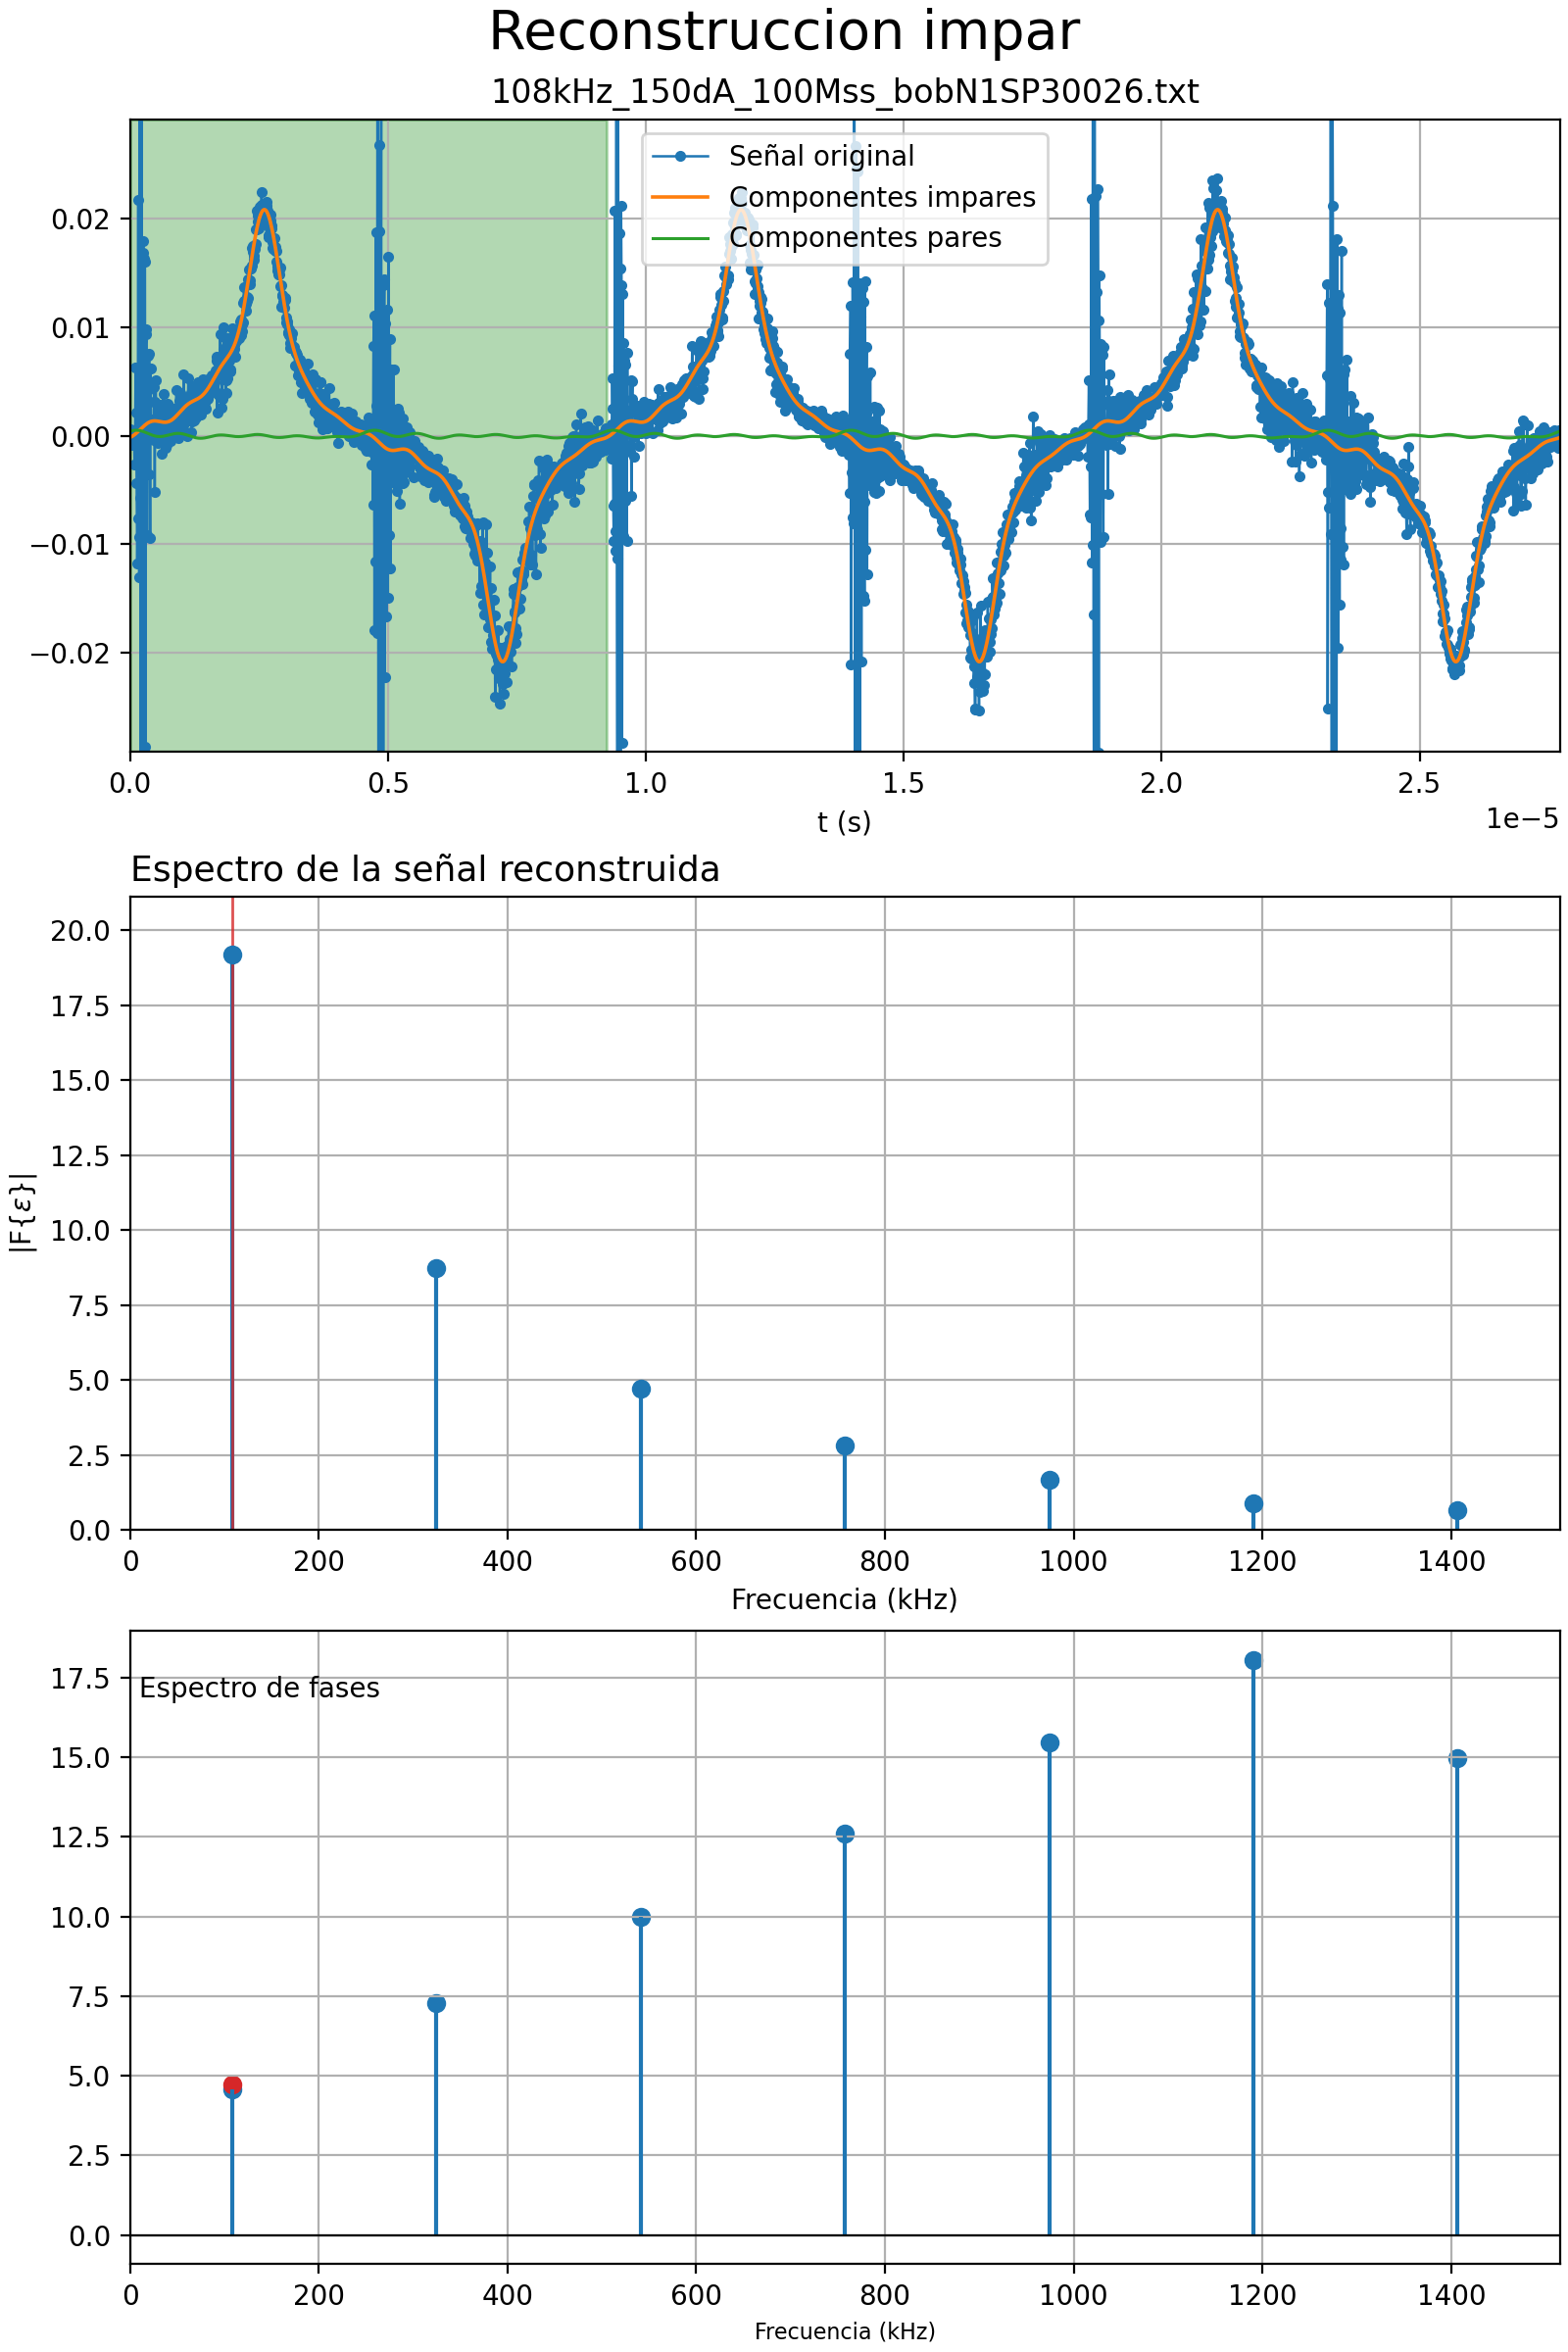 Reconstruccion impar
108kHz_150dA_100Mss_bobN1SP30026.txt
Señal original
Componentes impares
Componentes pares
0.02
0.01
0.00
−0.01
−0.02
0.0 0.5 1.0 1.5 2.0 2.5
t (s)
1e−5
Espectro de la señal reconstruida
20.0
17.5
15.0
12.5
10.0
7.5
5.0
2.5
0.0
|F{ε}|
0 200 400 600 800 1000 1200 1400
Frecuencia (kHz)
Espectro de fases
17.5
15.0
12.5
10.0
7.5
5.0
2.5
0.0
0 200 400 600 800 1000 1200 1400
Frecuencia (kHz)